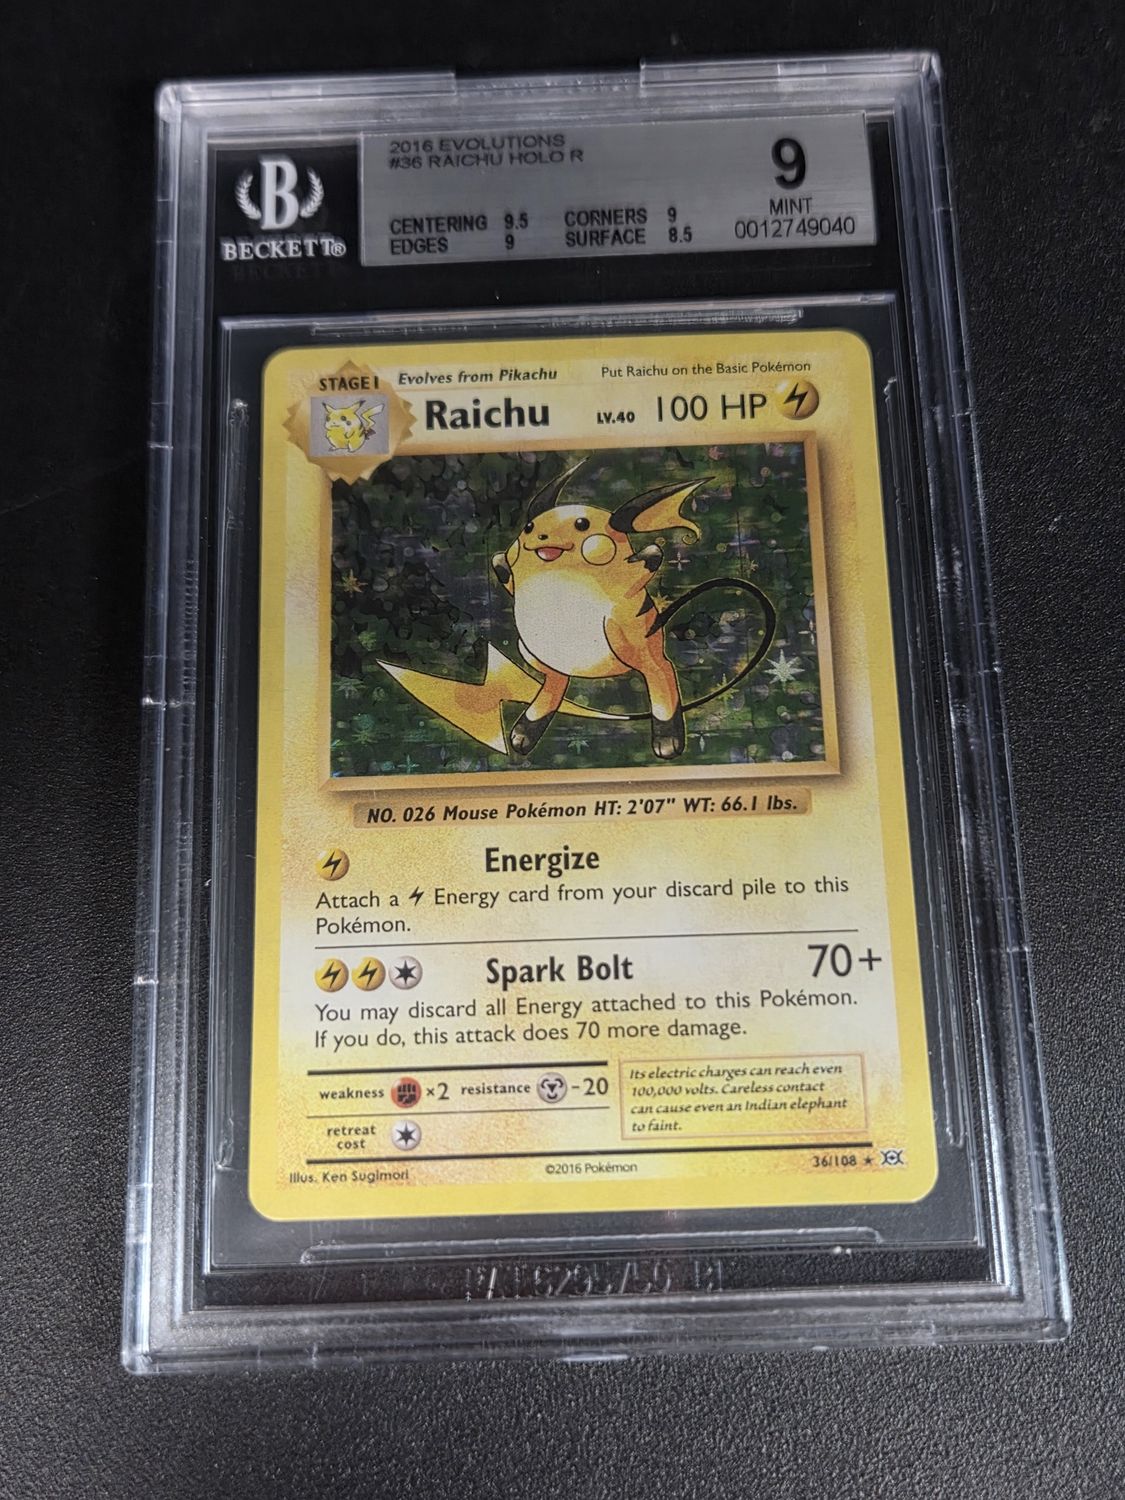 2016 EVOLUTIONS
#36 RAICHU HOLO R
CENTERING 9.5 CORNERS 9
EDGES 9 SURFACE 8.5
9
MINT
0012749040
B
BECKETT®
STAGE 1 Evolves from Pikachu Put Raichu on the Basic Pokémon
Raichu LV.40 100 HP
NO. 026 Mouse Pokémon HT: 2'07" WT: 66.1 lbs.
Energize
Attach a Energy card from your discard pile to this
Pokémon.
Spark Bolt 70+
You may discard all Energy attached to this Pokémon.
If you do, this attack does 70 more damage.
weakness ×2 resistance -20
retreat
cost
Its electric charges can reach even
100,000 volts. Careless contact
can cause even an Indian elephant
to faint.
Illus. Ken Sugimori ©2016 Pokémon 36/108 ★